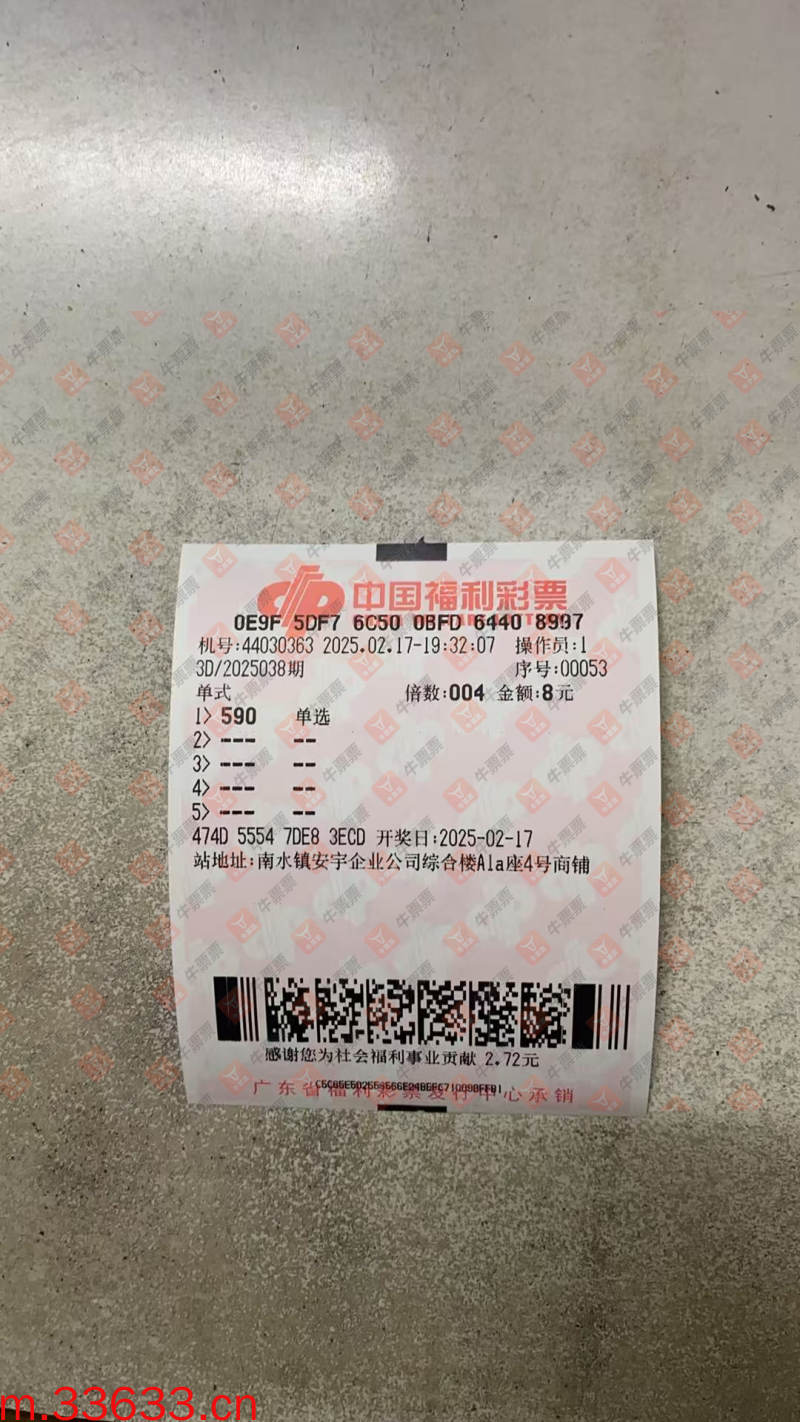 中国福利彩票
0E9F 5DF7 6C50 0BFD 6440 8997
机号:44030363 2025.02.17-19:32:07 操作员:1
3D/2025038期 序号:00053
单式 倍数:004 金额:8元
1> 590 单选
2> --- --
3> --- --
4> --- --
5> --- --
474D 5554 7DE8 3ECD 开奖日:2025-02-17
站地址:南水镇安宇企业公司综合楼A1a座4号商铺
感谢您为社会福利事业贡献 2.72元
广东省福利彩票发行中心承销
牛票票
m.33633.cn